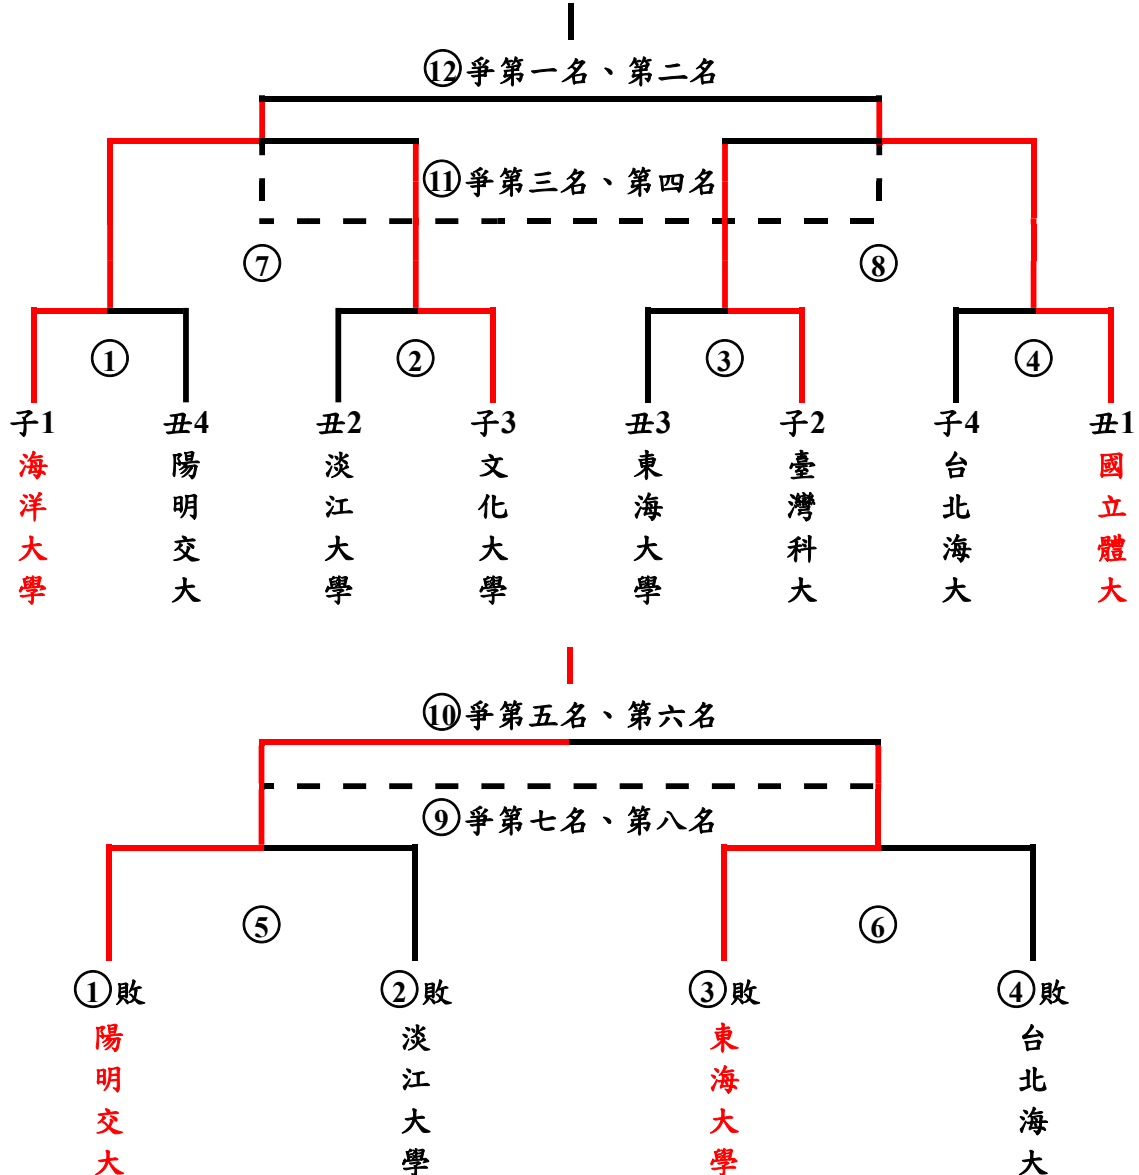 ⑫爭第一名、第二名
⑪爭第三名、第四名
⑦
⑧
①
②
③
④
子1
丑4
丑2
子3
丑3
子2
子4
丑1
海洋大學
陽明交大
淡江大學
文化大學
東海大學
臺灣科大
台北海大
國立體大
⑩爭第五名、第六名
⑨爭第七名、第八名
⑤
⑥
①敗
②敗
③敗
④敗
陽明交大
淡江大學
東海大學
台北海大